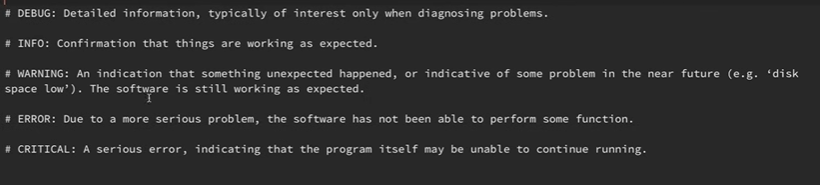 # DEBUG: Detailed information, typically of interest only when diagnosing problems.
# INFO: Confirmation that things are working as expected.
# WARNING: An indication that something unexpected happened, or indicative of some problem in the near future (e.g. ‘disk
space low’). The software is still working as expected.
# ERROR: Due to a more serious problem, the software has not been able to perform some function.
# CRITICAL: A serious error, indicating that the program itself may be unable to continue running.